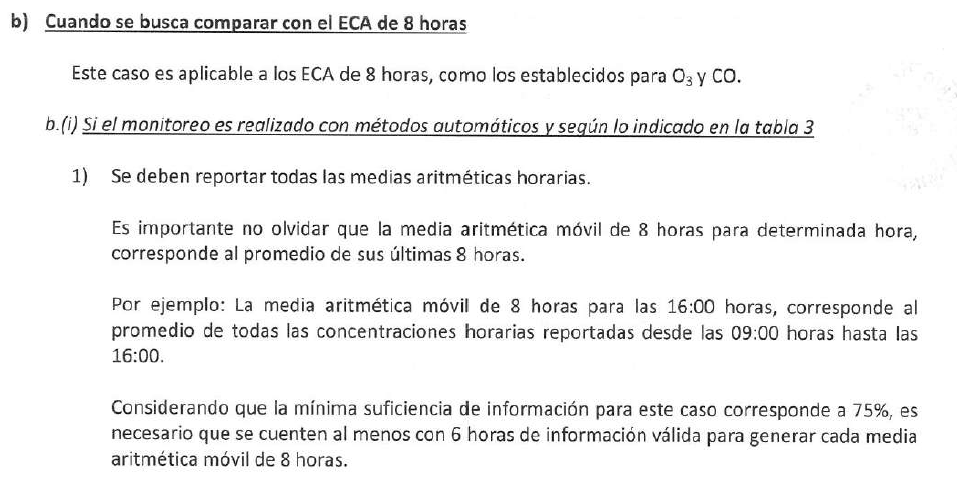 b) Cuando se busca comparar con el ECA de 8 horas
Este caso es aplicable a los ECA de 8 horas, como los establecidos para O₃ y CO.
b.(i) Si el monitoreo es realizado con métodos automáticos y según lo indicado en la tabla 3
1) Se deben reportar todas las medias aritméticas horarias.
Es importante no olvidar que la media aritmética móvil de 8 horas para determinada hora,
corresponde al promedio de sus últimas 8 horas.
Por ejemplo: La media aritmética móvil de 8 horas para las 16:00 horas, corresponde al
promedio de todas las concentraciones horarias reportadas desde las 09:00 horas hasta las
16:00.
Considerando que la mínima suficiencia de información para este caso corresponde a 75%, es
necesario que se cuenten al menos con 6 horas de información válida para generar cada media
aritmética móvil de 8 horas.